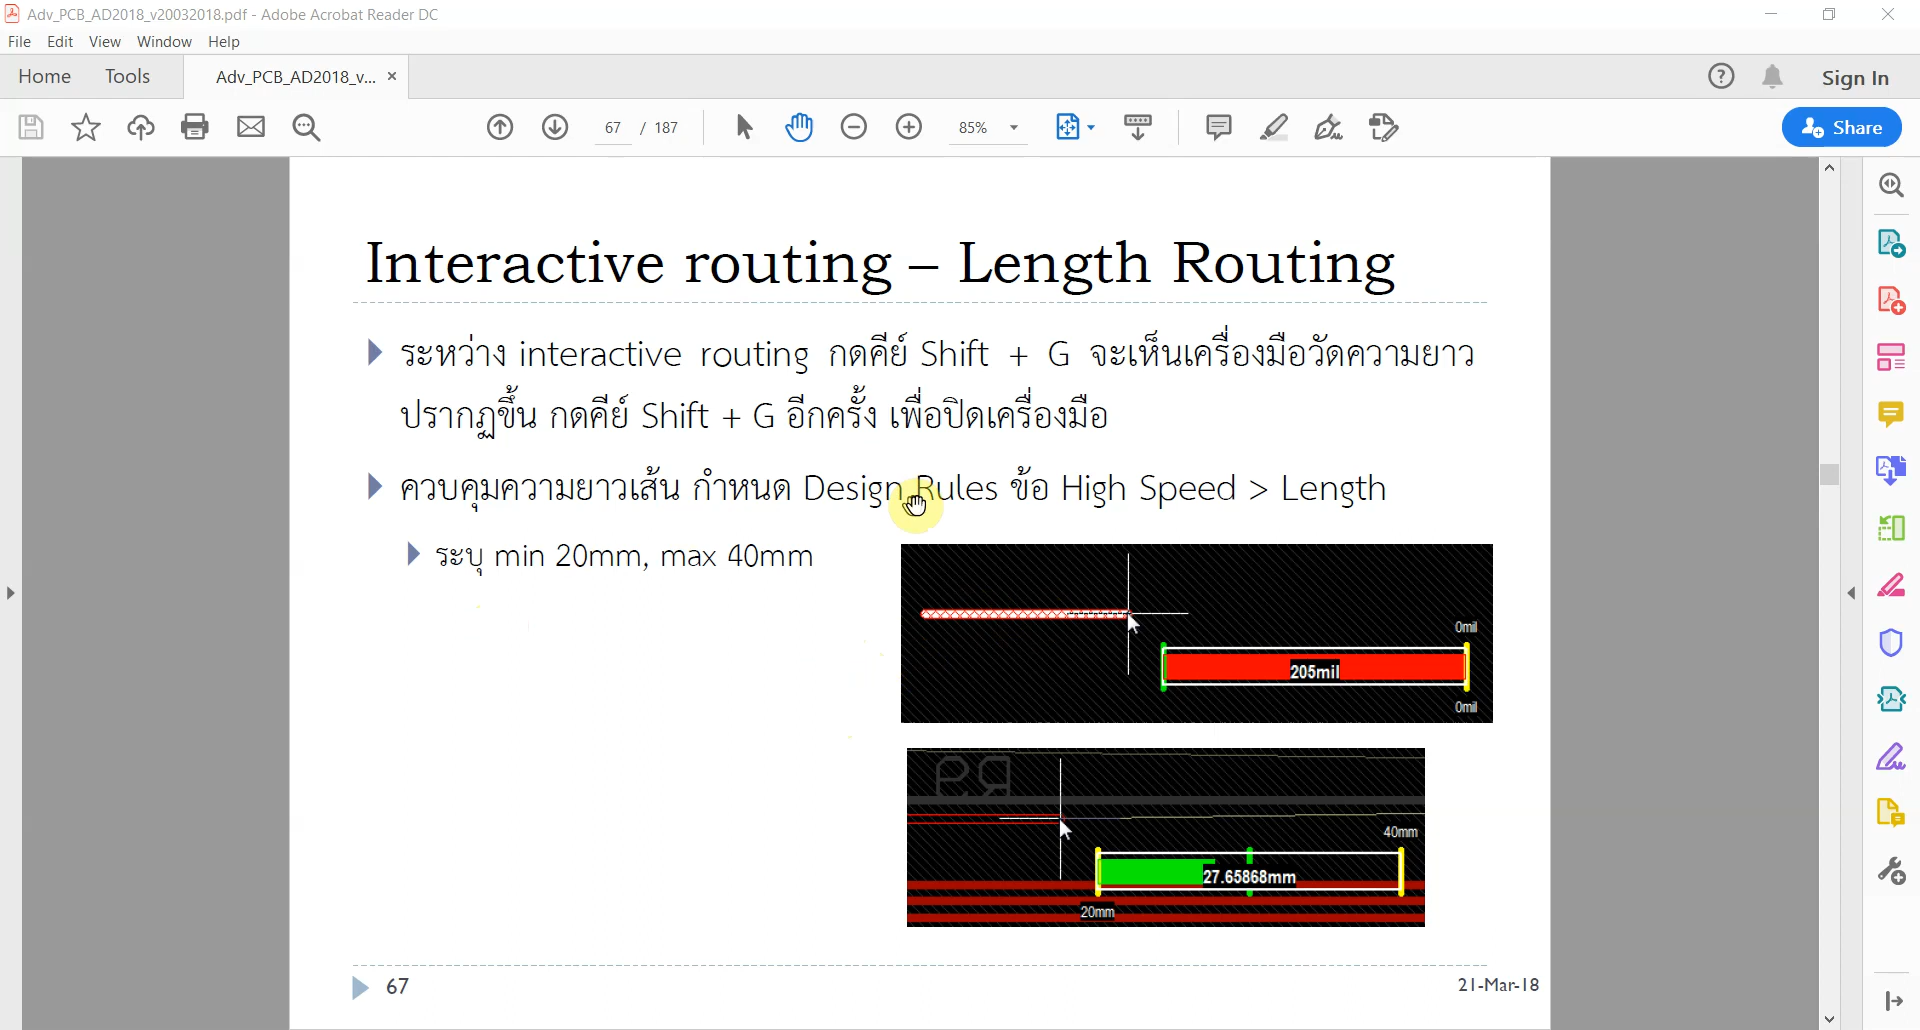 Adv_PCB_AD2018_v20032018.pdf - Adobe Acrobat Reader DC
File Edit View Window Help
Home Tools Adv_PCB_AD2018_v... × Sign In
67 / 187 85% Share
Interactive routing – Length Routing
ระหว่าง interactive routing กดคีย์ Shift + G จะเห็นเครื่องมือวัดความยาว
ปรากฏขึ้น กดคีย์ Shift + G อีกครั้ง เพื่อปิดเครื่องมือ
ควบคุมความยาวเส้น กำหนด Design Rules ข้อ High Speed > Length
ระบุ min 20mm, max 40mm
0mil
205mil
0mil
40mm
27.65868mm
20mm
67 21-Mar-18